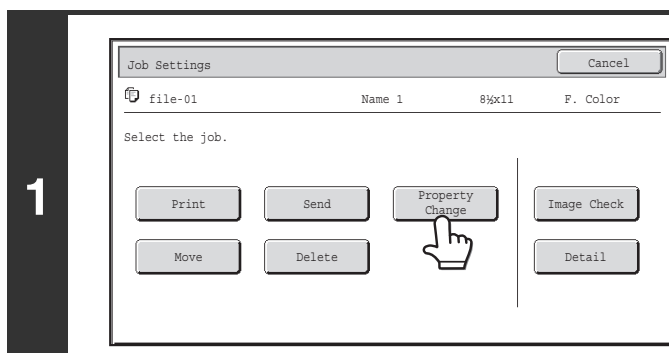 1
Job Settings Cancel
file-01 Name 1 8½x11 F. Color
Select the job.
Print Send Property Change Image Check
Move Delete Detail